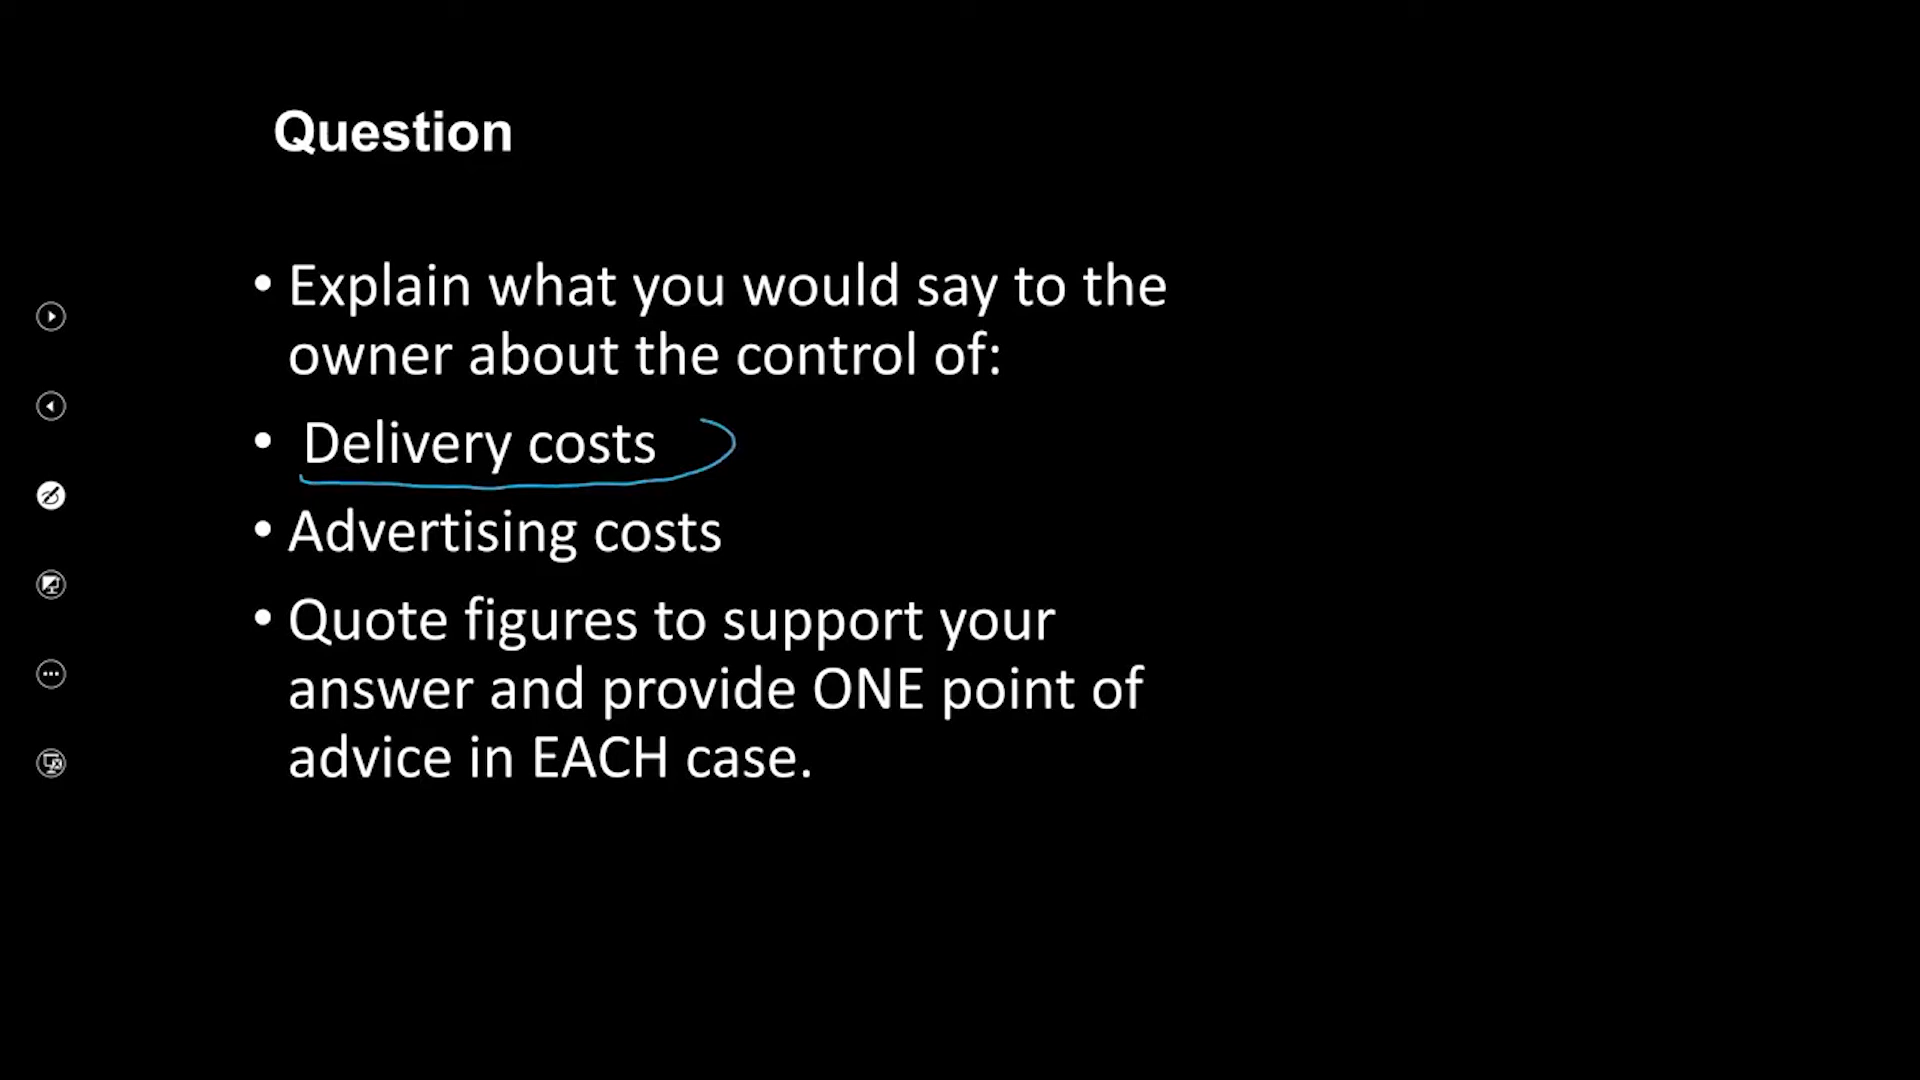 Question
• Explain what you would say to the
owner about the control of:
• Delivery costs
• Advertising costs
• Quote figures to support your
answer and provide ONE point of
advice in EACH case.